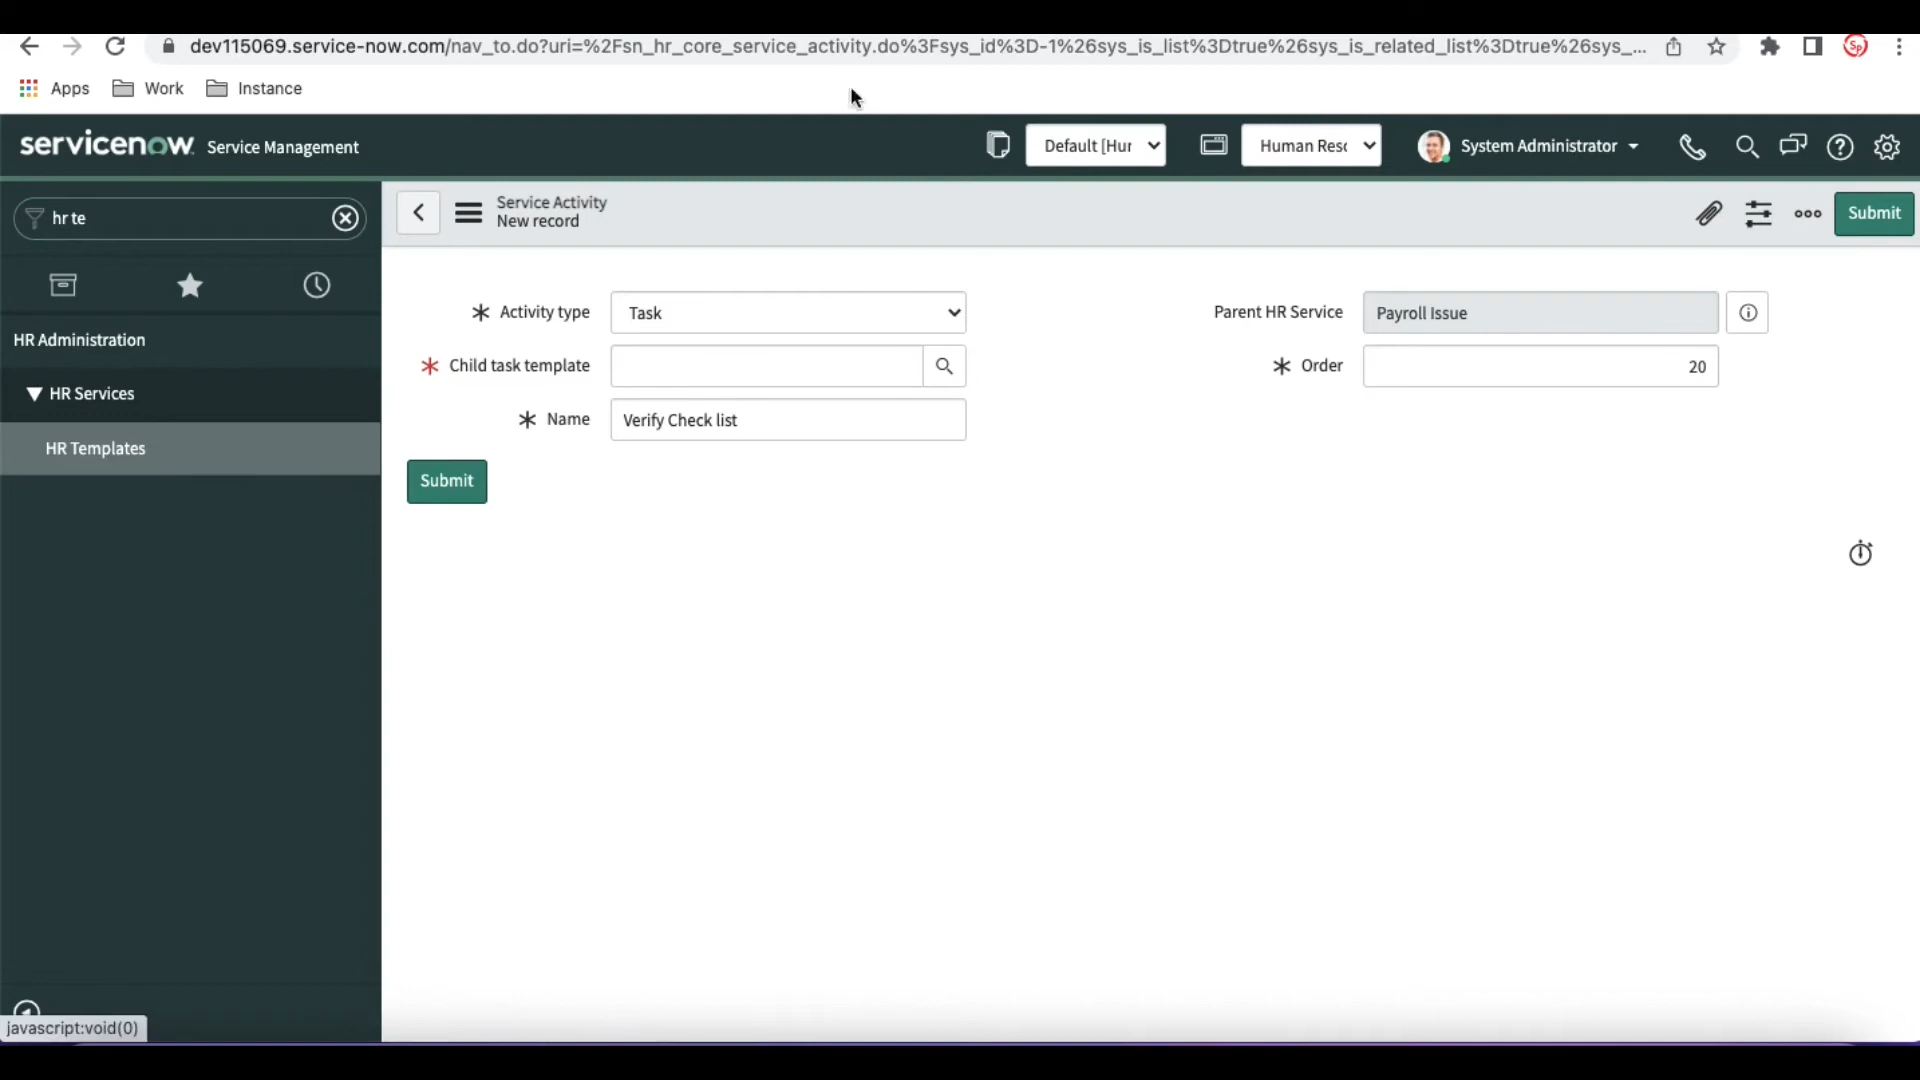 dev115069.service-now.com/nav_to.do?uri=%2Fsn_hr_core_service_activity.do%3Fsys_id%3D-1%26sys_is_list%3Dtrue%26sys_is_related_list%3Dtrue%26sys_...
Sp
Apps Work Instance
servicenow. Service Management
Default [Hur
Human Resc
System Administrator
hr te
Service Activity
New record
Submit
HR Administration
HR Services
HR Templates
Activity type Task
Parent HR Service Payroll Issue
Child task template
Order 20
Name Verify Check list
Submit
javascript:void(0)